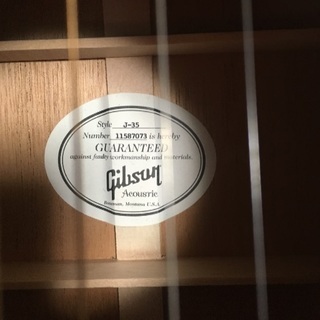 Style J-35
Number 11587073 is hereby
GUARANTEED
against faulty workmanship and materials.
Gibson
Acoustic
Bozeman, Montana U.S.A.